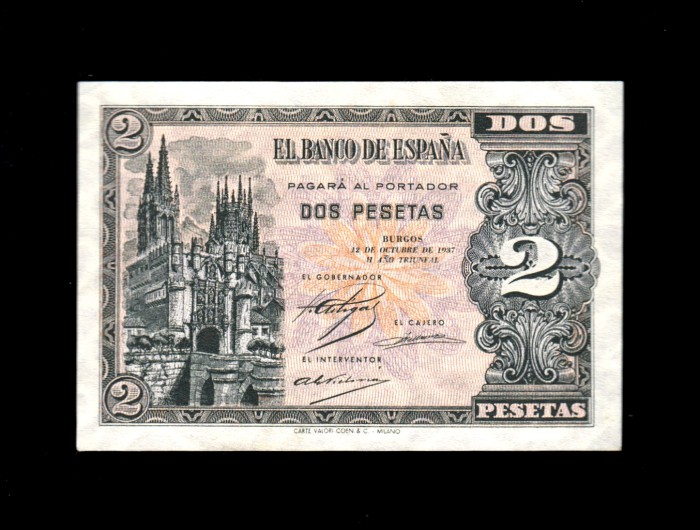 2
DOS
EL BANCO DE ESPAÑA
PAGARÁ AL PORTADOR
DOS PESETAS
BURGOS
12 DE OCTUBRE DE 1937
II AÑO TRIUNFAL
2
EL GOBERNADOR
EL CAJERO
EL INTERVENTOR
2
PESETAS
CARTE VALORI COEN & C. - MILANO